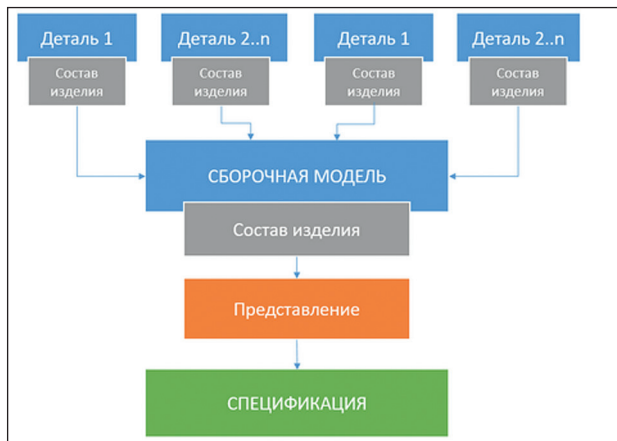 Деталь 1
Деталь 2..n
Деталь 1
Деталь 2..n
Состав
изделия
Состав
изделия
Состав
изделия
Состав
изделия
СБОРОЧНАЯ МОДЕЛЬ
Состав изделия
Представление
СПЕЦИФИКАЦИЯ